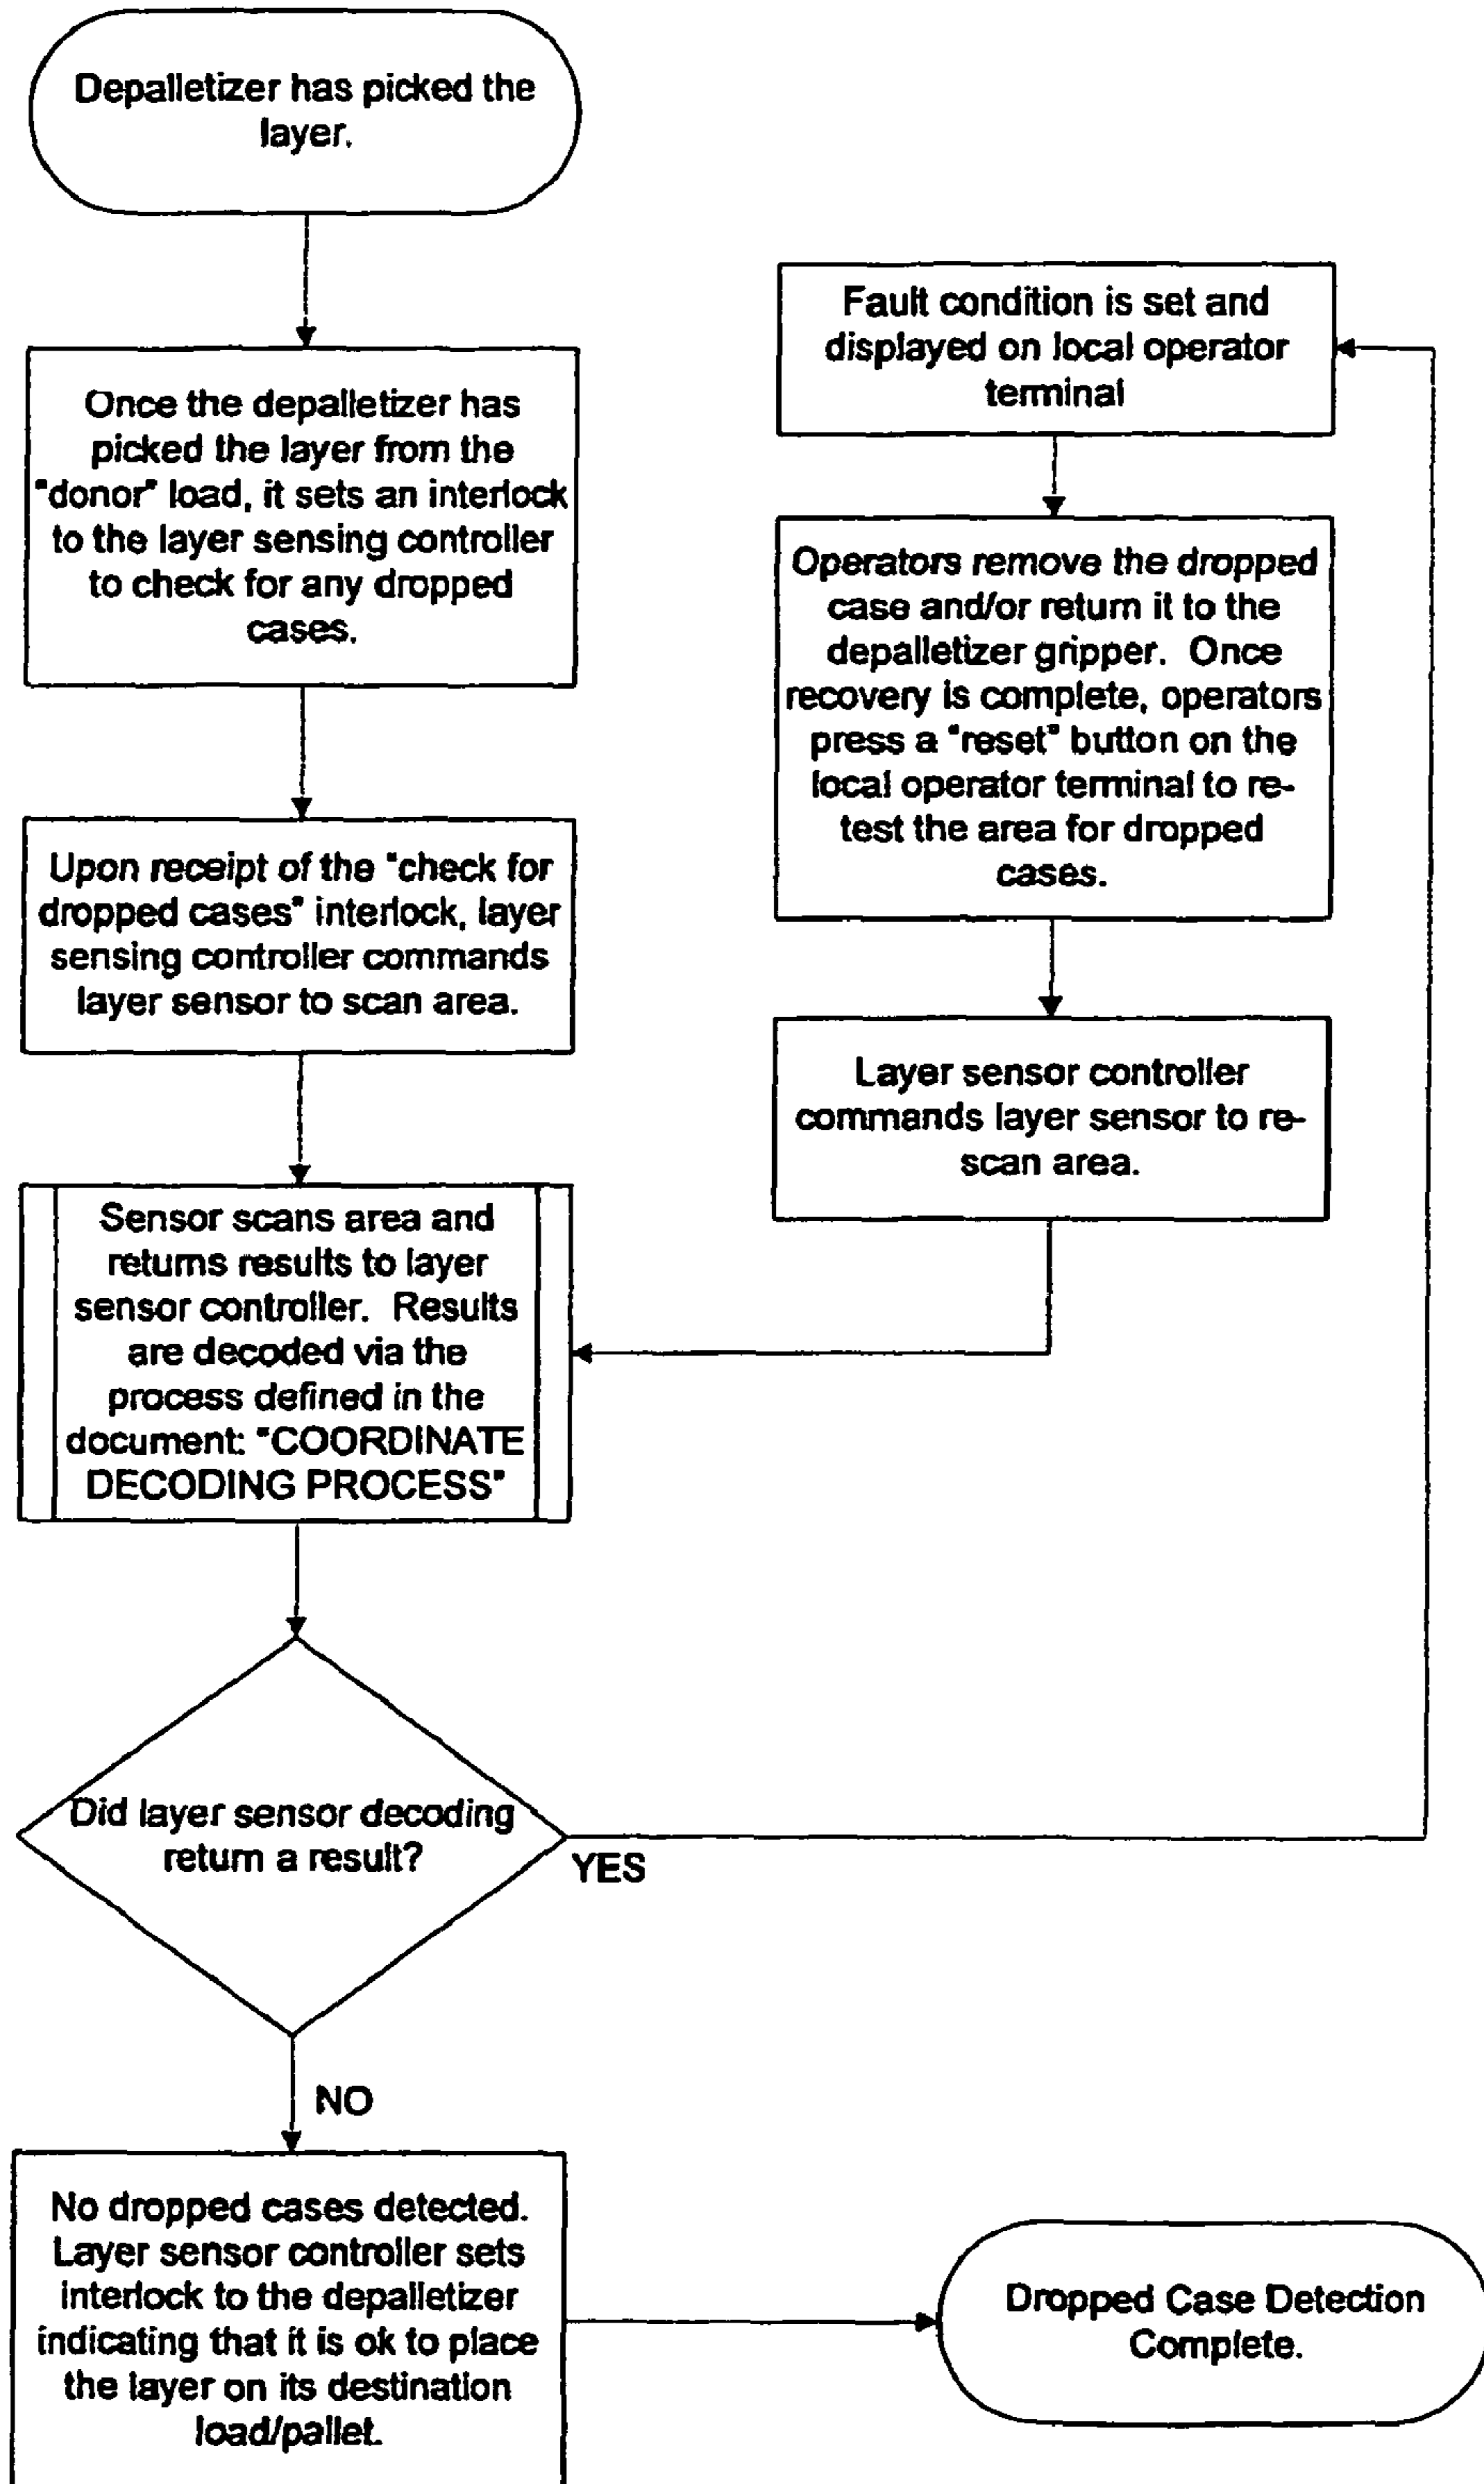 Depalletizer has picked the
layer.
Once the depalletizer has
picked the layer from the
"donor" load, it sets an interlock
to the layer sensing controller
to check for any dropped
cases.
Upon receipt of the "check for
dropped cases" interlock, layer
sensing controller commands
layer sensor to scan area.
Sensor scans area and
returns results to layer
sensor controller. Results
are decoded via the
process defined in the
document: "COORDINATE
DECODING PROCESS"
Did layer sensor decoding
return a result?
YES
NO
No dropped cases detected.
Layer sensor controller sets
interlock to the depalletizer
indicating that it is ok to place
the layer on its destination
load/pallet.
Fault condition is set and
displayed on local operator
terminal
Operators remove the dropped
case and/or return it to the
depalletizer gripper. Once
recovery is complete, operators
press a "reset" button on the
local operator terminal to re-
test the area for dropped
cases.
Layer sensor controller
commands layer sensor to re-
scan area.
Dropped Case Detection
Complete.